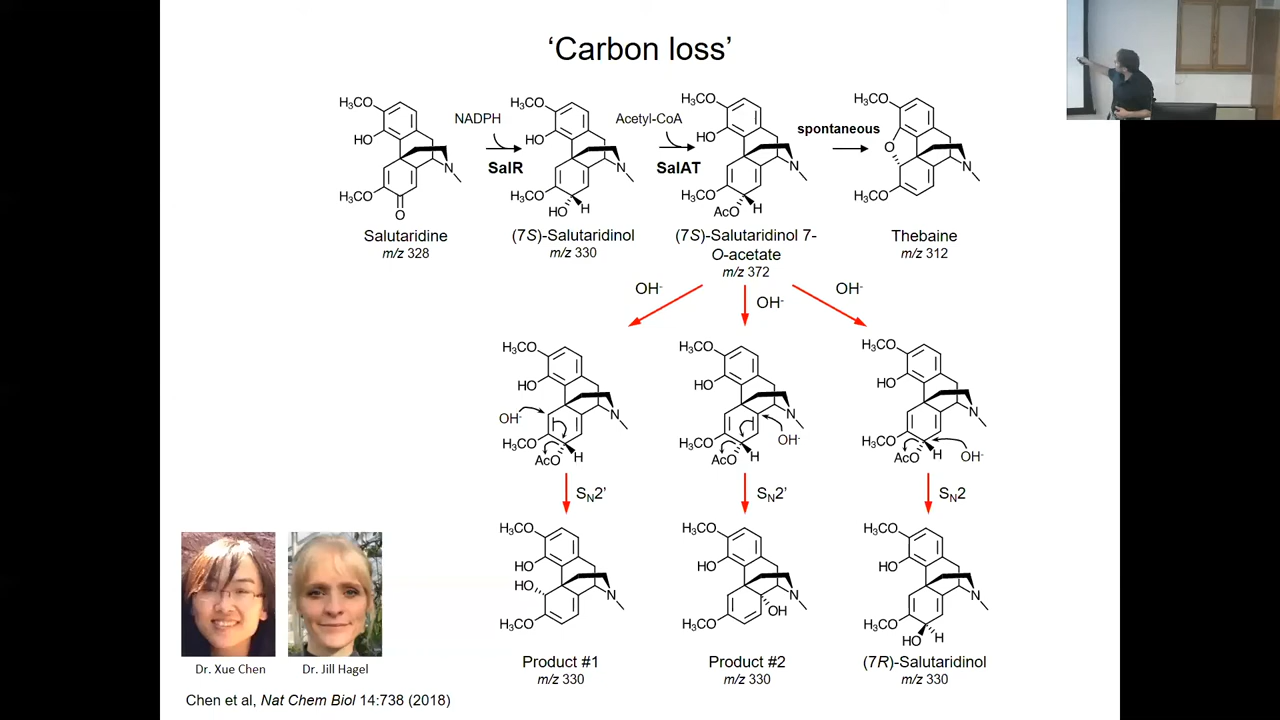 ‘Carbon loss’
H₃CO
HO
H₃CO
O
N
NADPH
SalR
H₃CO
HO
H₃CO
HO
H
N
Acetyl-CoA
SalAT
H₃CO
HO
H₃CO
AcO
H
N
spontaneous
H₃CO
O
H₃CO
N
Salutaridine
m/z 328
(7S)-Salutaridinol
m/z 330
(7S)-Salutaridinol 7-
O-acetate
m/z 372
Thebaine
m/z 312
OH-
OH-
OH-
H₃CO
HO
OH-
H₃CO
AcO
H
N
H₃CO
HO
H₃CO
AcO
H
N
OH-
H₃CO
HO
H₃CO
AcO
H
N
OH-
SN2’
SN2’
SN2
H₃CO
HO
HO
H₃CO
N
H₃CO
HO
H₃CO
OH
N
H₃CO
HO
H₃CO
HO
H
N
Product #1
m/z 330
Product #2
m/z 330
(7R)-Salutaridinol
m/z 330
Dr. Xue Chen
Dr. Jill Hagel
Chen et al, Nat Chem Biol 14:738 (2018)